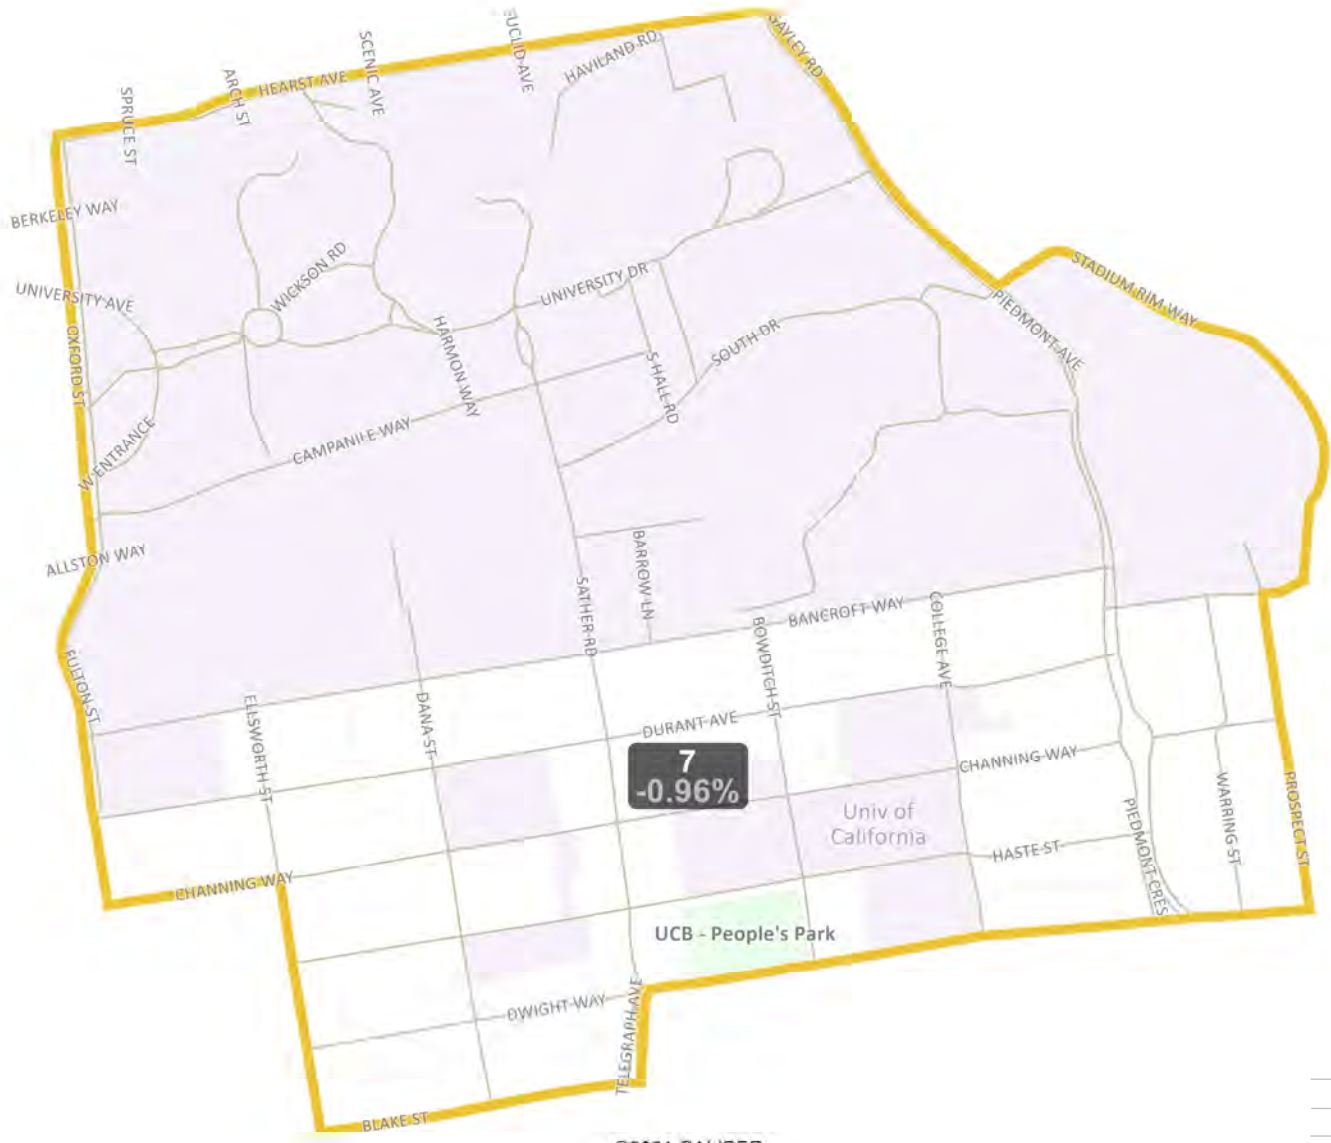 EUCLID AVE
GAYLEY RD
SCENIC AVE
HAVILAND RD
ARCH ST
HEARST AVE
SPRUCE ST
BERKELEY WAY
WICKSON RD
UNIVERSITY DR
STADIUM RIM WAY
UNIVERSITY AVE
PIEDMONT AVE
HARMON WAY
SOUTH DR
OXFORD ST
S HALL RD
W ENTRANCE
CAMPANILE WAY
ALLSTON WAY
BARROW LN
SATHER RD
BANCROFT WAY
COLLEGE AVE
BOWDITCH ST
FULTON ST
ELLSWORTH ST
DANA ST
DURANT AVE
7
-0.96%
CHANNING WAY
PROSPECT ST
WARRING ST
PIEDMONT CRES
Univ of
California
HASTE ST
CHANNING WAY
UCB - People's Park
DWIGHT WAY
TELEGRAPH AVE
BLAKE ST